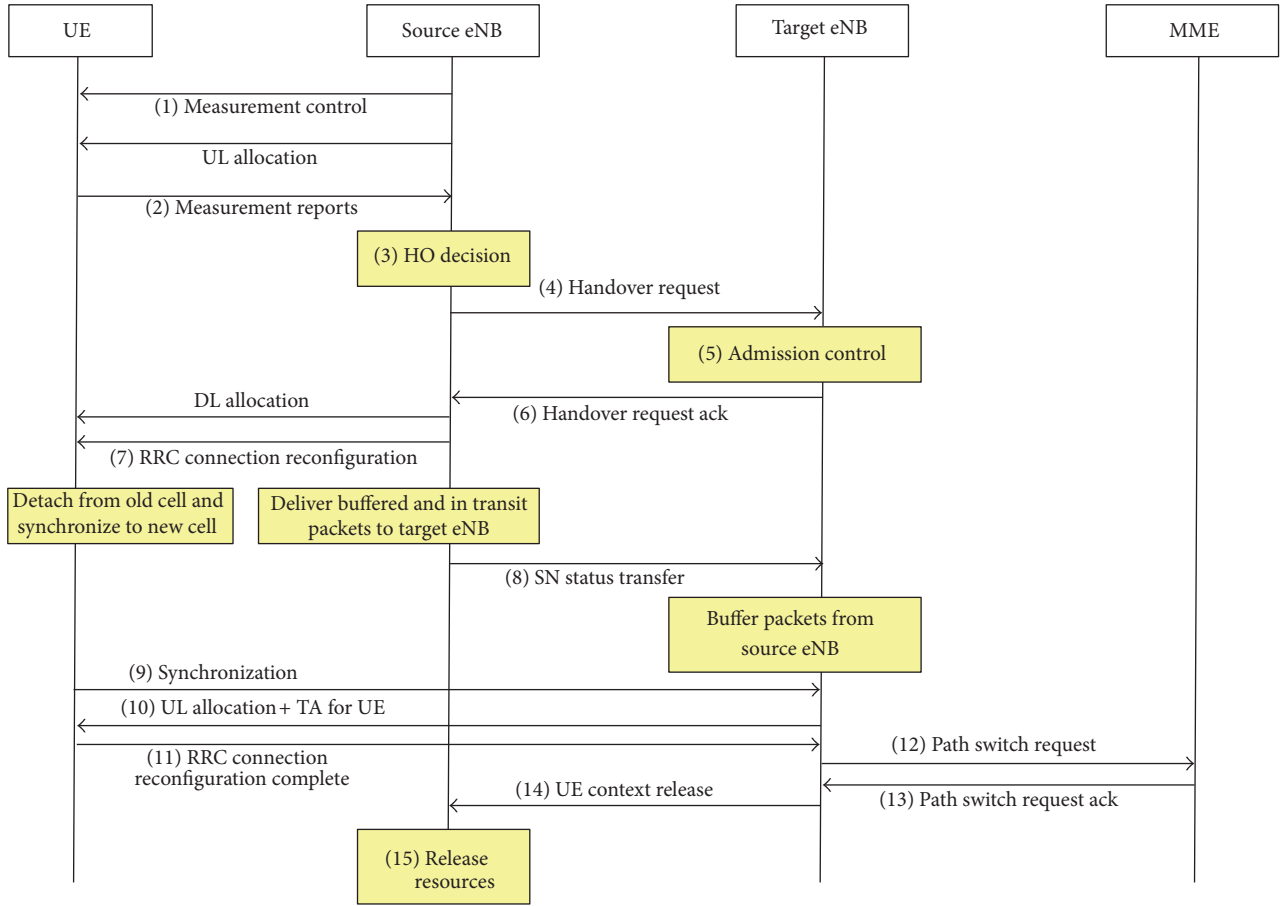 UE
Source eNB
Target eNB
MME
(1) Measurement control
UL allocation
(2) Measurement reports
(3) HO decision
(4) Handover request
(5) Admission control
DL allocation
(6) Handover request ack
(7) RRC connection reconfiguration
Detach from old cell and
synchronize to new cell
Deliver buffered and in transit
packets to target eNB
(8) SN status transfer
Buffer packets from
source eNB
(9) Synchronization
(10) UL allocation + TA for UE
(11) RRC connection
reconfiguration complete
(12) Path switch request
(14) UE context release
(13) Path switch request ack
(15) Release
resources